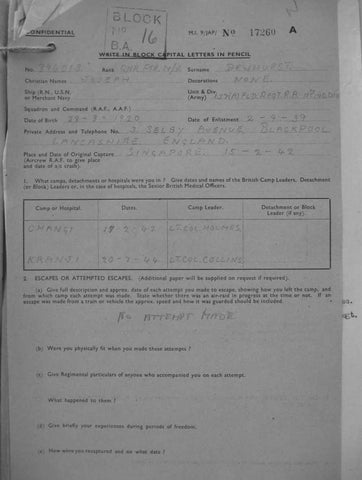 BLOCK
NO 16
B.A.
CONFIDENTIAL
M.I. 9/JAP/ No 17260 A
WRITE IN BLOCK CAPITAL LETTERS IN PENCIL
No. Rank Surname DEWHURST
Christian Names JOSEPH Decorations NONE.
Ship (R.N., U.S.N. or Merchant Navy) Unit & Div. (Army)
Squadron and Command (R.A.F., A.A.F.)
Date of Birth 28-8-1920 Date of Enlistment 2-9-39
Private Address and Telephone No. 3, SELBY AVENUE BLACKPOOL
LANCASHIRE ENGLAND.
Place and Date of Original Capture SINGAPORE. 15-2-42
(Aircrew R.A.F. to give place and date of a/c crash).
1. What camps, detachments or hospitals were you in ? Give dates and names of the British Camp Leaders, Detachment
(or Block) Leaders or, in the case of hospitals, the Senior British Medical Officers.
Camp or Hospital. Dates. Camp Leader. Detachment or Block Leader (if any).
CHANGI -2-42 LT.COL.HOLMES
KRANJI LT.COL.COLLINS
2. ESCAPES OR ATTEMPTED ESCAPES. (Additional paper will be supplied on request if required).
(a) Give full description and approx. date of each attempt you made to escape, showing how you left the camp, and
from which camp each attempt was made. State whether there was an air-raid in progress at the time or not. If an
escape was made from a train or vehicle the approx. speed and how it was guarded should be included.
No ATTEMPT MADE
(b) Were you physically fit when you made these attempts ?
(c) Give Regimental particulars of anyone who accompanied you on each attempt.
What happened to them ?
(d) Give briefly your experiences during periods of freedom.
(e) How were you recaptured and on what date ?